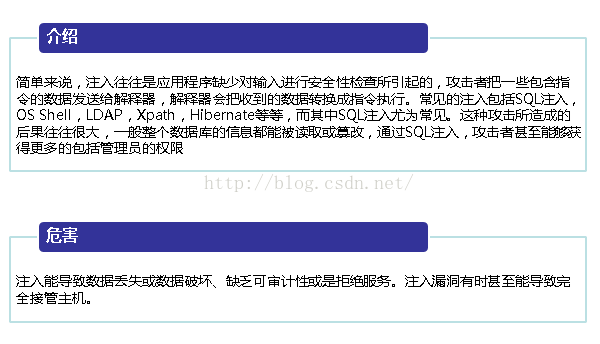 介绍
简单来说，注入往往是应用程序缺少对输入进行安全性检查所引起的，攻击者把一些包含指
令的数据发送给解释器，解释器会把收到的数据转换成指令执行。常见的注入包括SQL注入，
OS Shell，LDAP，Xpath，Hibernate等等，而其中SQL注入尤为常见。这种攻击所造成的
后果往往很大，一般整个数据库的信息都能被读取或篡改，通过SQL注入，攻击者甚至能够获
得更多的包括管理员的权限
http://blog.csdn.net/
危害
注入能导致数据丢失或数据破坏、缺乏可审计性或是拒绝服务。注入漏洞有时甚至能导致完
全接管主机。